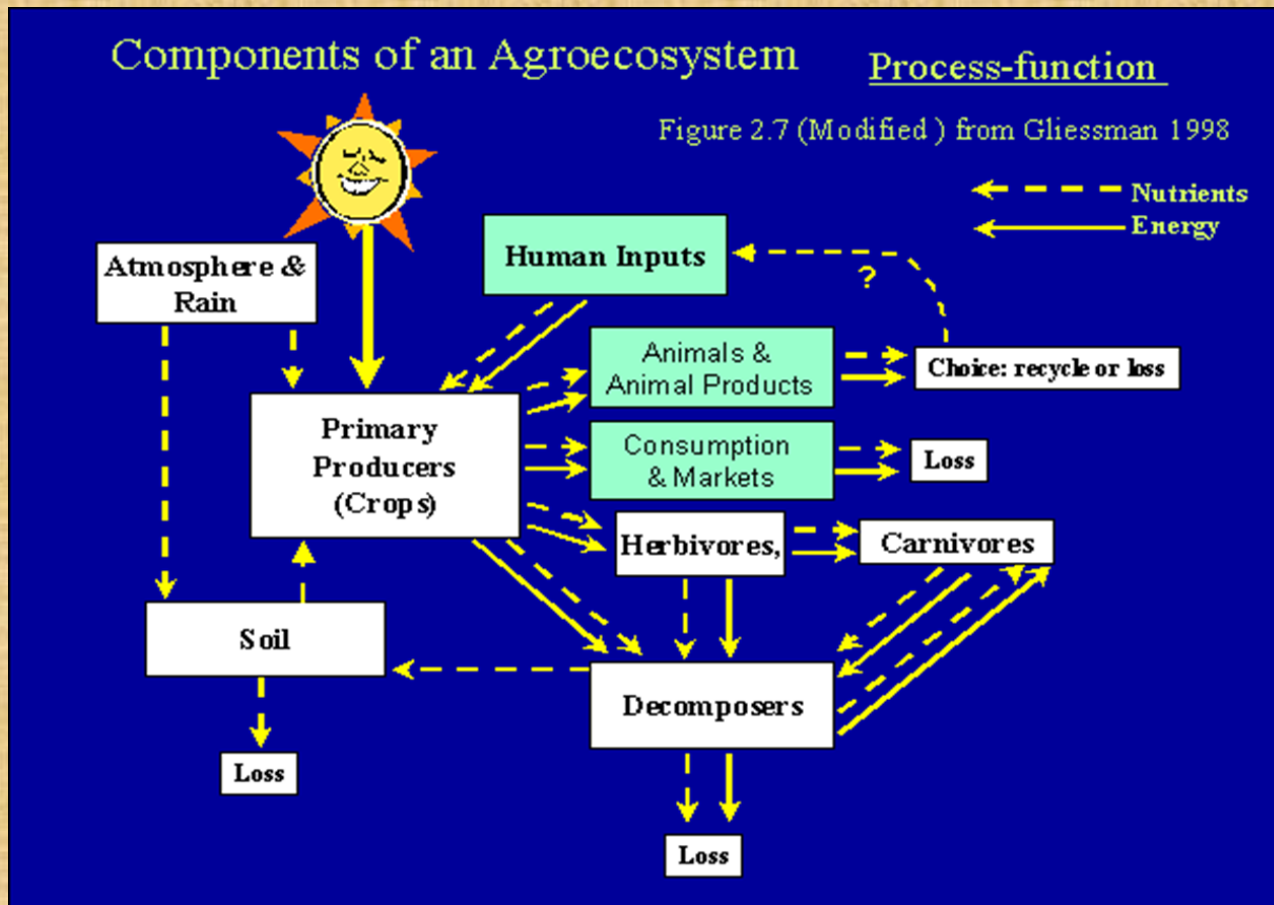 Components of an Agroecosystem
Process-function
Figure 2.7 (Modified ) from Gliessman 1998
Nutrients
Energy
Human Inputs
?
Atmosphere &
Rain
Animals &
Animal Products
Choice: recycle or loss
Primary
Producers
(Crops)
Consumption
& Markets
Loss
Herbivores,
Carnivores
Soil
Decomposers
Loss
Loss